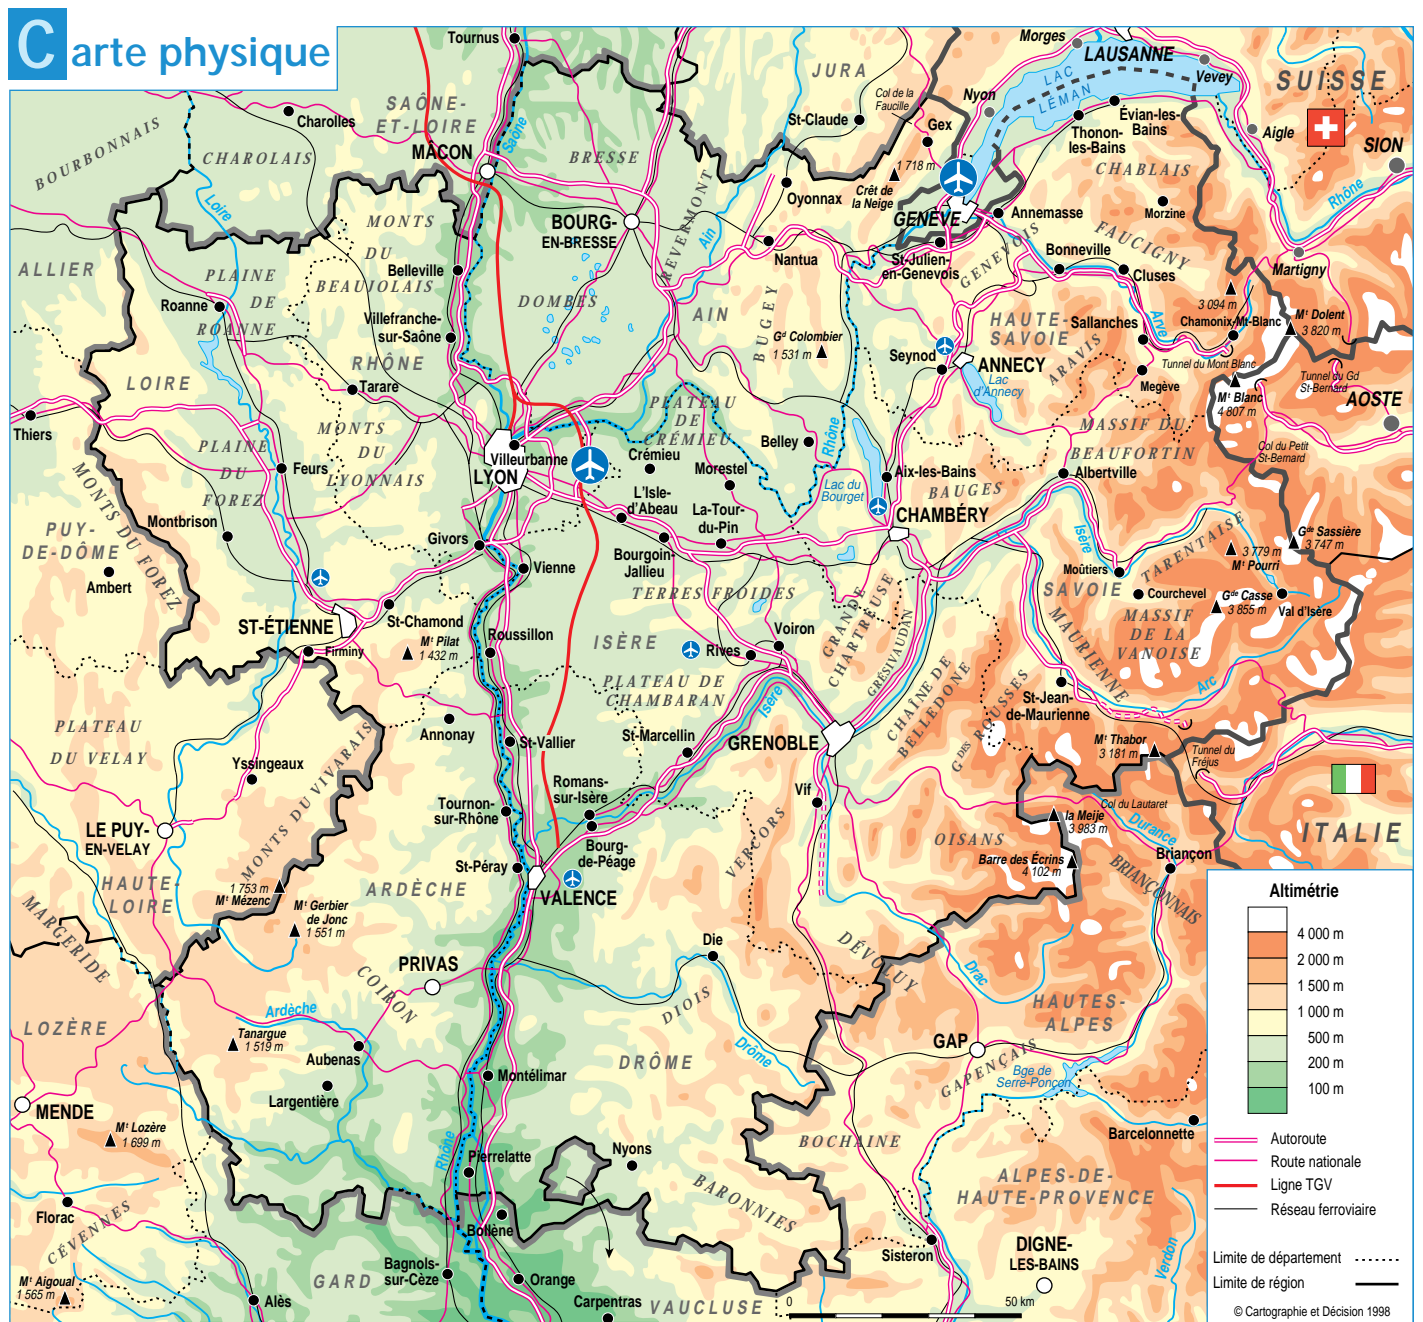 Carte physique
Tournus
Morges
LAUSANNE
Vevey
SUISSE
JURA
LAC
LÉMAN
Nyon
Col de la
Faucille
SAÔNE-
ET-LOIRE
Charolles
Saône
St-Claude
Gex
Évian-les-
Bains
Thonon-
les-Bains
Aigle
SION
BOURBONNAIS
CHAROLAIS
MÂCON
BRESSE
1 718 m
Crêt de
la Neige
CHABLAIS
Rhône
Loire
REVERMONT
Oyonnax
Morzine
MONTS
DU
BEAUJOLAIS
BOURG-
EN-BRESSE
Ain
GENÈVE
Annemasse
FAUCIGNY
GENEVOIS
Bonneville
Cluses
Martigny
Nantua
St-Julien-
en-Genevois
ALLIER
PLAINE
DE
ROANNE
Belleville
DOMBES
BUGEY
3 094 m
Roanne
AIN
HAUTE-
SAVOIE
Sallanches
Arve
Chamonix-Mt-Blanc
Mt Dolent
3 820 m
Villefranche-
sur-Saône
Gd Colombier
1 531 m
Seynod
ANNECY
Lac
d'Annecy
ARAVIS
Megève
Tunnel du Mont Blanc
Mt Blanc
4 807 m
Tunnel du Gd
St-Bernard
AOSTE
RHÔNE
LOIRE
Tarare
Thiers
PLATEAU
DE
CRÉMIEU
MASSIF DU
BEAUFORTIN
MONTS
DU
LYONNAIS
PLAINE
DU
FOREZ
Belley
Rhône
Col du Petit
St-Bernard
Villeurbanne
LYON
Crémieu
Morestel
Feurs
Aix-les-Bains
Lac du
Bourget
BAUGES
Albertville
MONTS DU FOREZ
L'Isle-
d'Abeau
La-Tour-
du-Pin
CHAMBÉRY
Isère
TARENTAISE
Gde Sassière
3 747 m
Montbrison
PUY-
DE-DÔME
Givors
Bourgoin-
Jallieu
3 779 m
Mt Pourri
Ambert
Vienne
Moûtiers
SAVOIE
Courchevel
Gde Casse
3 855 m
Val d'Isère
TERRES FROIDES
GRANDE
CHARTREUSE
GRÉSIVAUDAN
MAURIENNE
MASSIF
DE LA
VANOISE
ST-ÉTIENNE
St-Chamond
Roussillon
ISÈRE
Voiron
Rives
Firminy
Mt Pilat
1 432 m
PLATEAU DE
CHAMBARAN
Isère
CHAINE DE
BELLEDONE
Gdes ROUSSES
St-Jean-
de-Maurienne
Arc
PLATEAU
DU VELAY
Annonay
St-Vallier
St-Marcellin
GRENOBLE
Mt Thabor
3 181 m
Tunnel du
Fréjus
Yssingeaux
MONTS DU VIVARAIS
Romans-
sur-Isère
Vif
Tournon-
sur-Rhône
la Meije
3 983 m
Col du Lautaret
Durance
ITALIE
LE PUY-
EN-VELAY
Bourg-
de-Péage
VERCORS
OISANS
Barre des Écrins
4 102 m
Briançon
BRIANÇONNAIS
St-Péray
VALENCE
HAUTE-
LOIRE
1 753 m
Mt Mézenc
ARDÈCHE
Mt Gerbier
de Jonc
1 551 m
MARGERIDE
PRIVAS
COIRON
Die
DÉVOLUY
Drac
DIOIS
HAUTES-
ALPES
LOZÈRE
Ardèche
Tanargue
1 519 m
Aubenas
DRÔME
Drôme
GAP
GAPENÇAIS
Bge de
Serre-Ponçon
Montélimar
Largentière
MENDE
Mt Lozère
1 699 m
BOCHAINE
Barcelonnette
Rhône
Pierrelatte
Nyons
BARONNIES
ALPES-DE-
HAUTE-PROVENCE
Florac
CÉVENNES
Bollène
Sisteron
DIGNE-
LES-BAINS
Verdon
Mt Aigoual
1 565 m
GARD
Bagnols-
sur-Cèze
Orange
Alès
Carpentras
VAUCLUSE
0
50 km
Altimétrie
4 000 m
2 000 m
1 500 m
1 000 m
500 m
200 m
100 m
Autoroute
Route nationale
Ligne TGV
Réseau ferroviaire
Limite de département
Limite de région
© Cartographie et Décision 1998